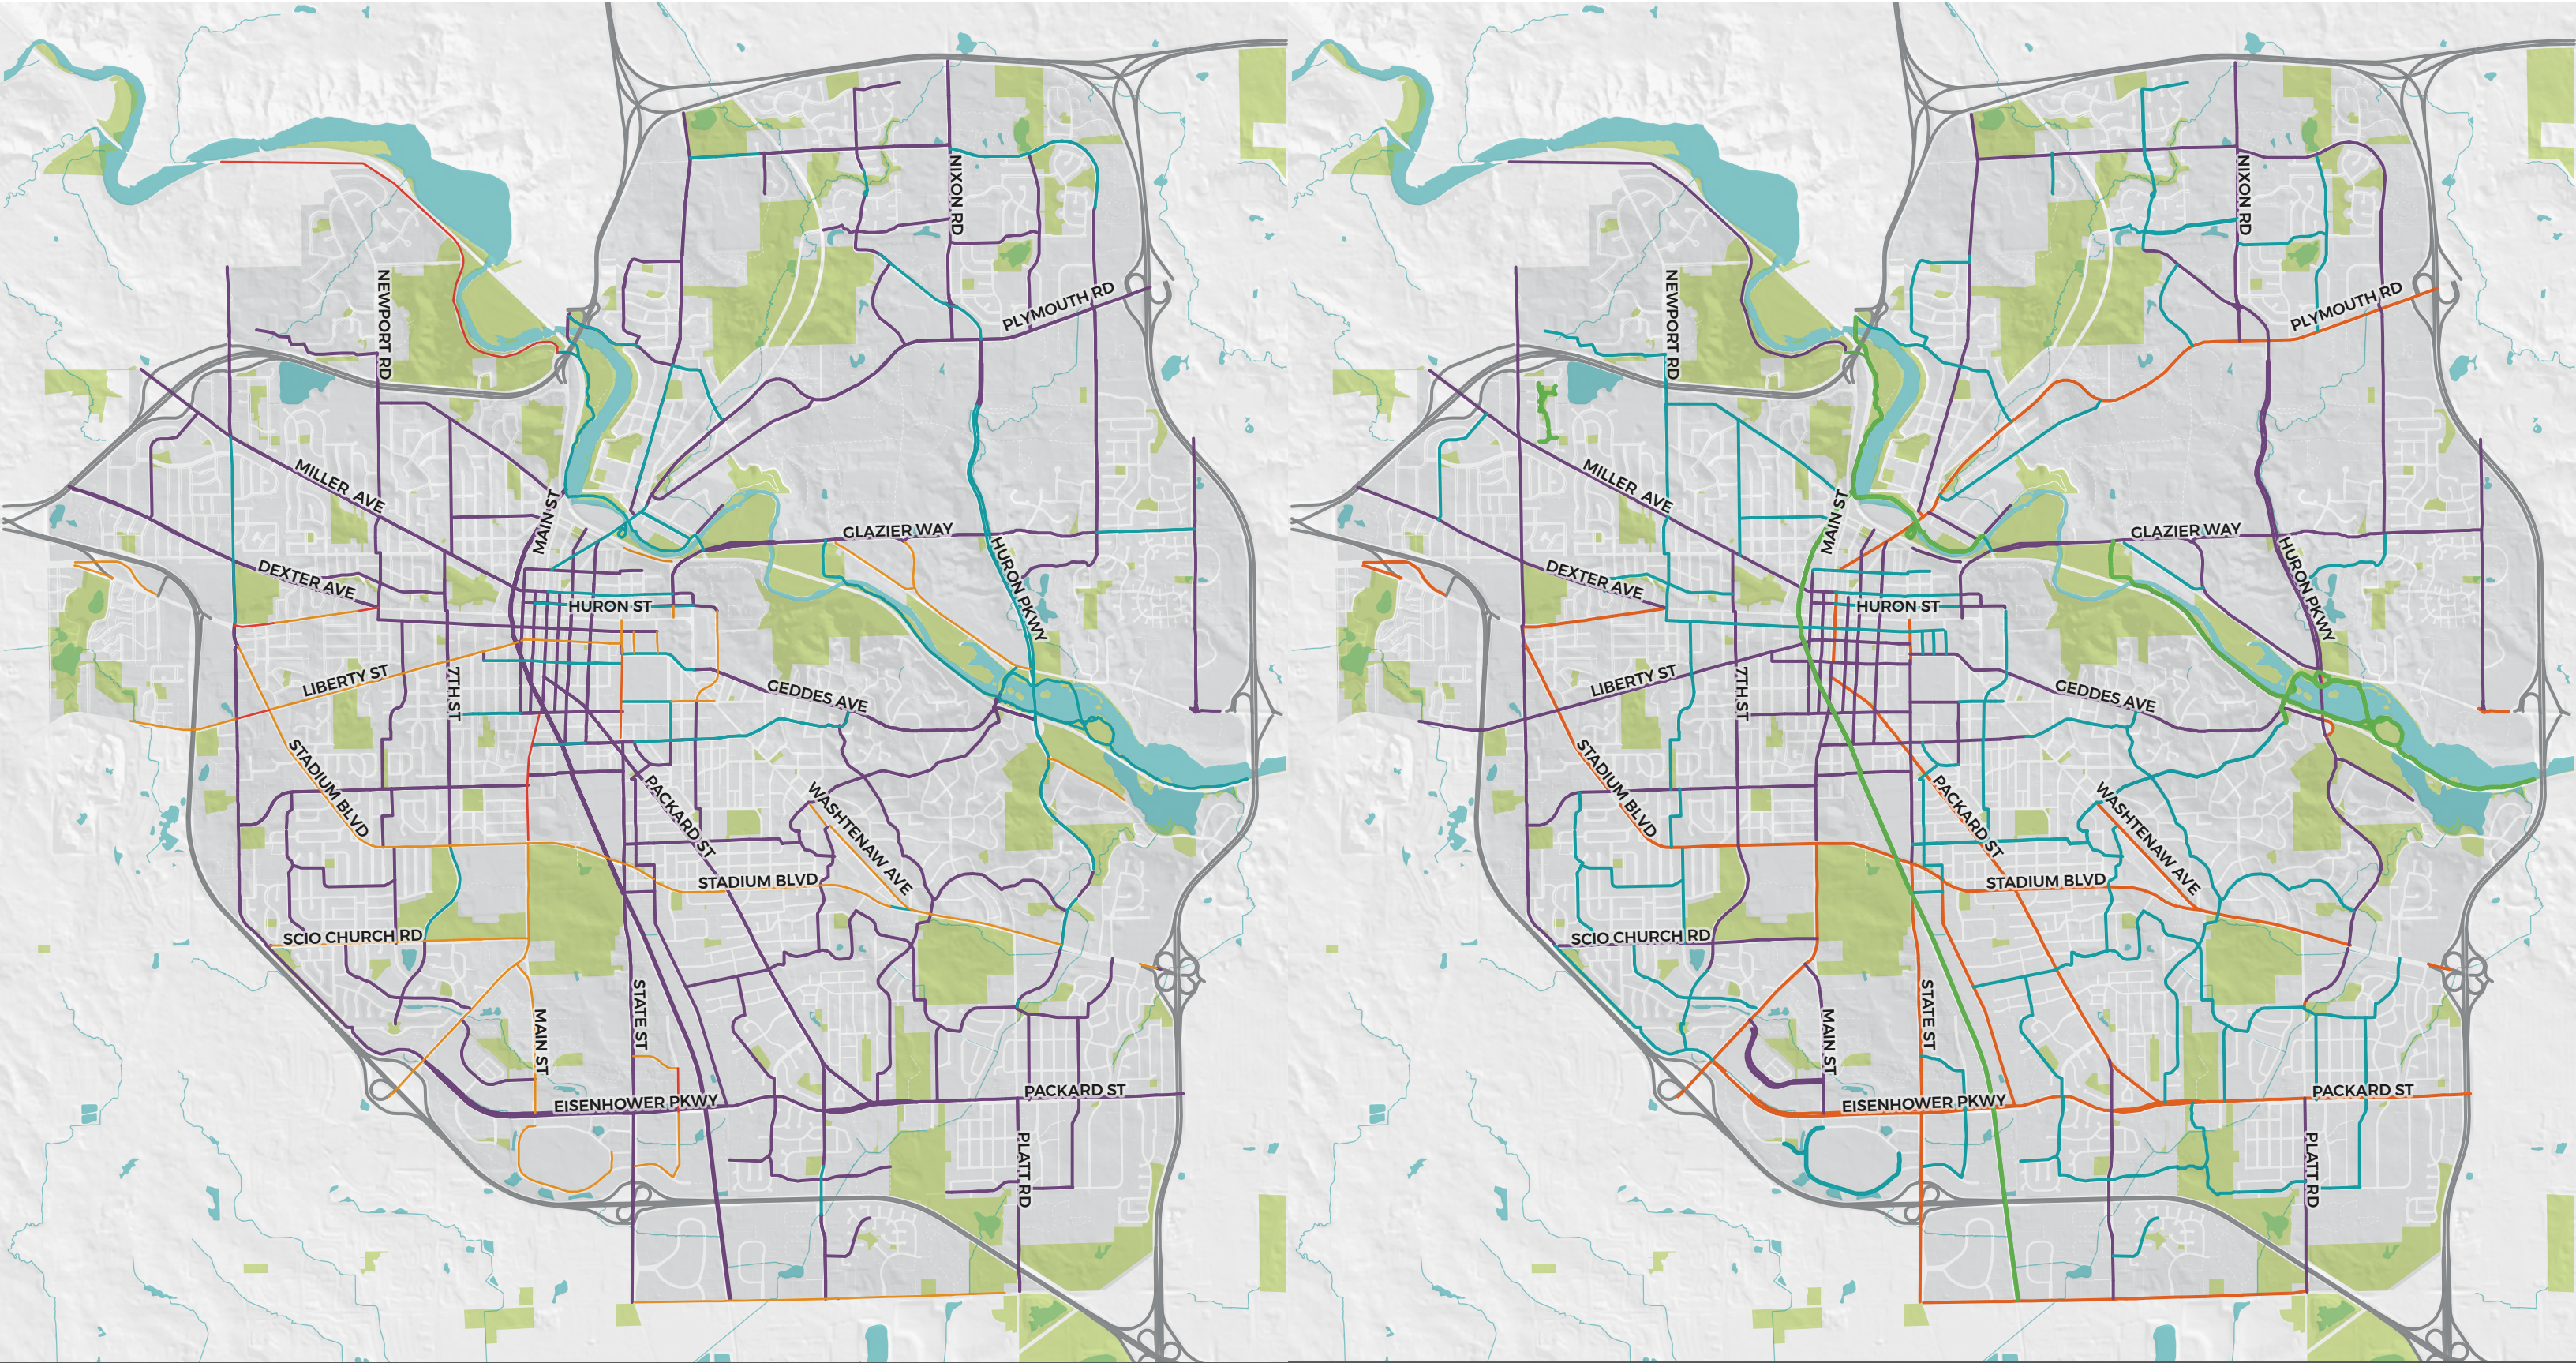 NIXON RD
NEWPORT RD
PLYMOUTH RD
MILLER AVE
MAIN ST
GLAZIER WAY
HURON PKWY
DEXTER AVE
HURON ST
LIBERTY ST
7TH ST
GEDDES AVE
STADIUM BLVD
PACKARD ST
WASHTENAW AVE
STADIUM BLVD
SCIO CHURCH RD
STATE ST
MAIN ST
EISENHOWER PKWY
PACKARD ST
PLATT RD
NIXON RD
NEWPORT RD
PLYMOUTH RD
MILLER AVE
MAIN ST
GLAZIER WAY
HURON PKWY
DEXTER AVE
HURON ST
LIBERTY ST
7TH ST
GEDDES AVE
STADIUM BLVD
PACKARD ST
WASHTENAW AVE
STADIUM BLVD
SCIO CHURCH RD
STATE ST
MAIN ST
EISENHOWER PKWY
PACKARD ST
PLATT RD